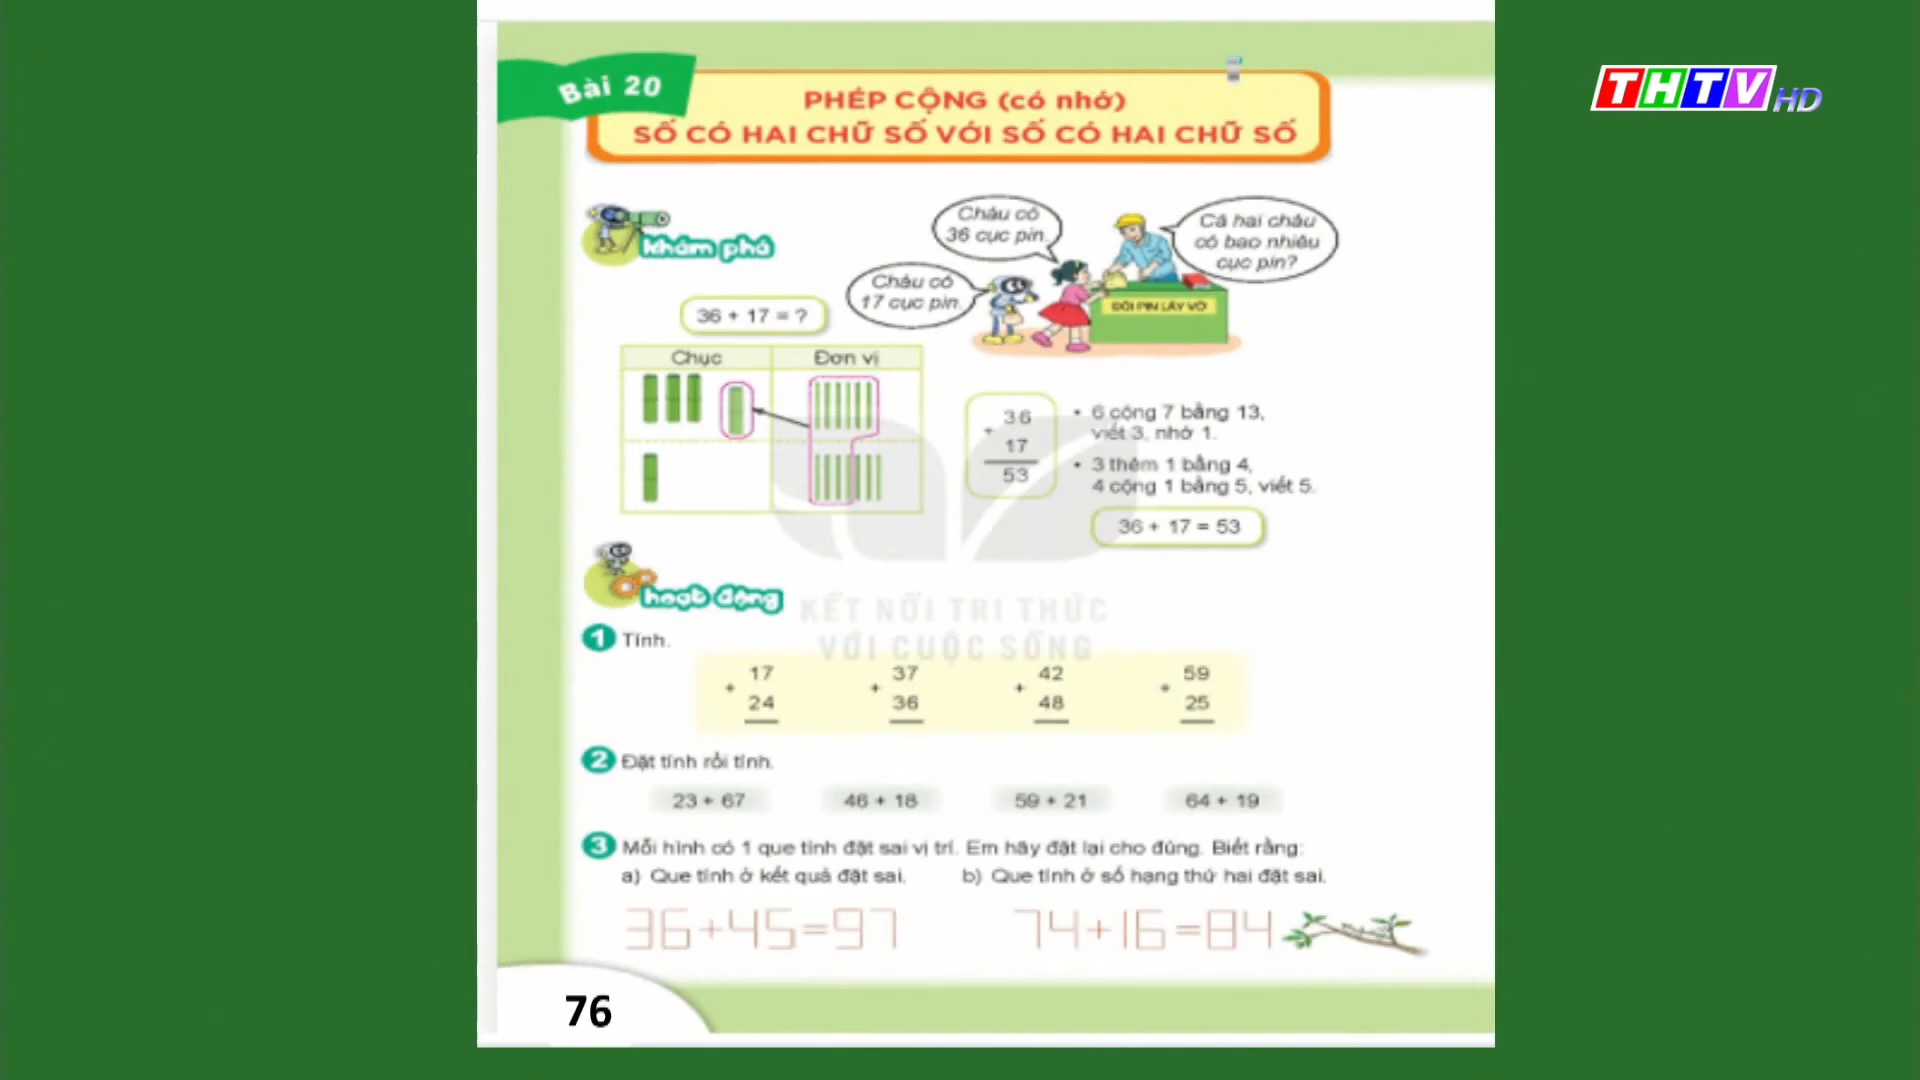 Bài 20
PHÉP CỘNG (có nhớ)
SỐ CÓ HAI CHỮ SỐ VỚI SỐ CÓ HAI CHỮ SỐ
THTV HD
khám phá
Cháu có
36 cục pin.
Cả hai cháu
có bao nhiêu
cục pin?
Cháu có
17 cục pin.
ĐỔI PIN LẤY VỞ
36 + 17 = ?
Chục Đơn vị
36
+
17
53
• 6 cộng 7 bằng 13,
viết 3, nhớ 1.
• 3 thêm 1 bằng 4,
4 cộng 1 bằng 5, viết 5.
36 + 17 = 53
hoạt động
KẾT NỐI TRI THỨC
VỚI CUỘC SỐNG
1 Tính.
17 37 42 59
+ + + +
24 36 48 25
2 Đặt tính rồi tính.
23 + 67 46 + 18 59 + 21 64 + 19
3 Mỗi hình có 1 que tính đặt sai vị trí. Em hãy đặt lại cho đúng. Biết rằng:
a) Que tính ở kết quả đặt sai. b) Que tính ở số hạng thứ hai đặt sai.
36+45=97 74+16=84
76